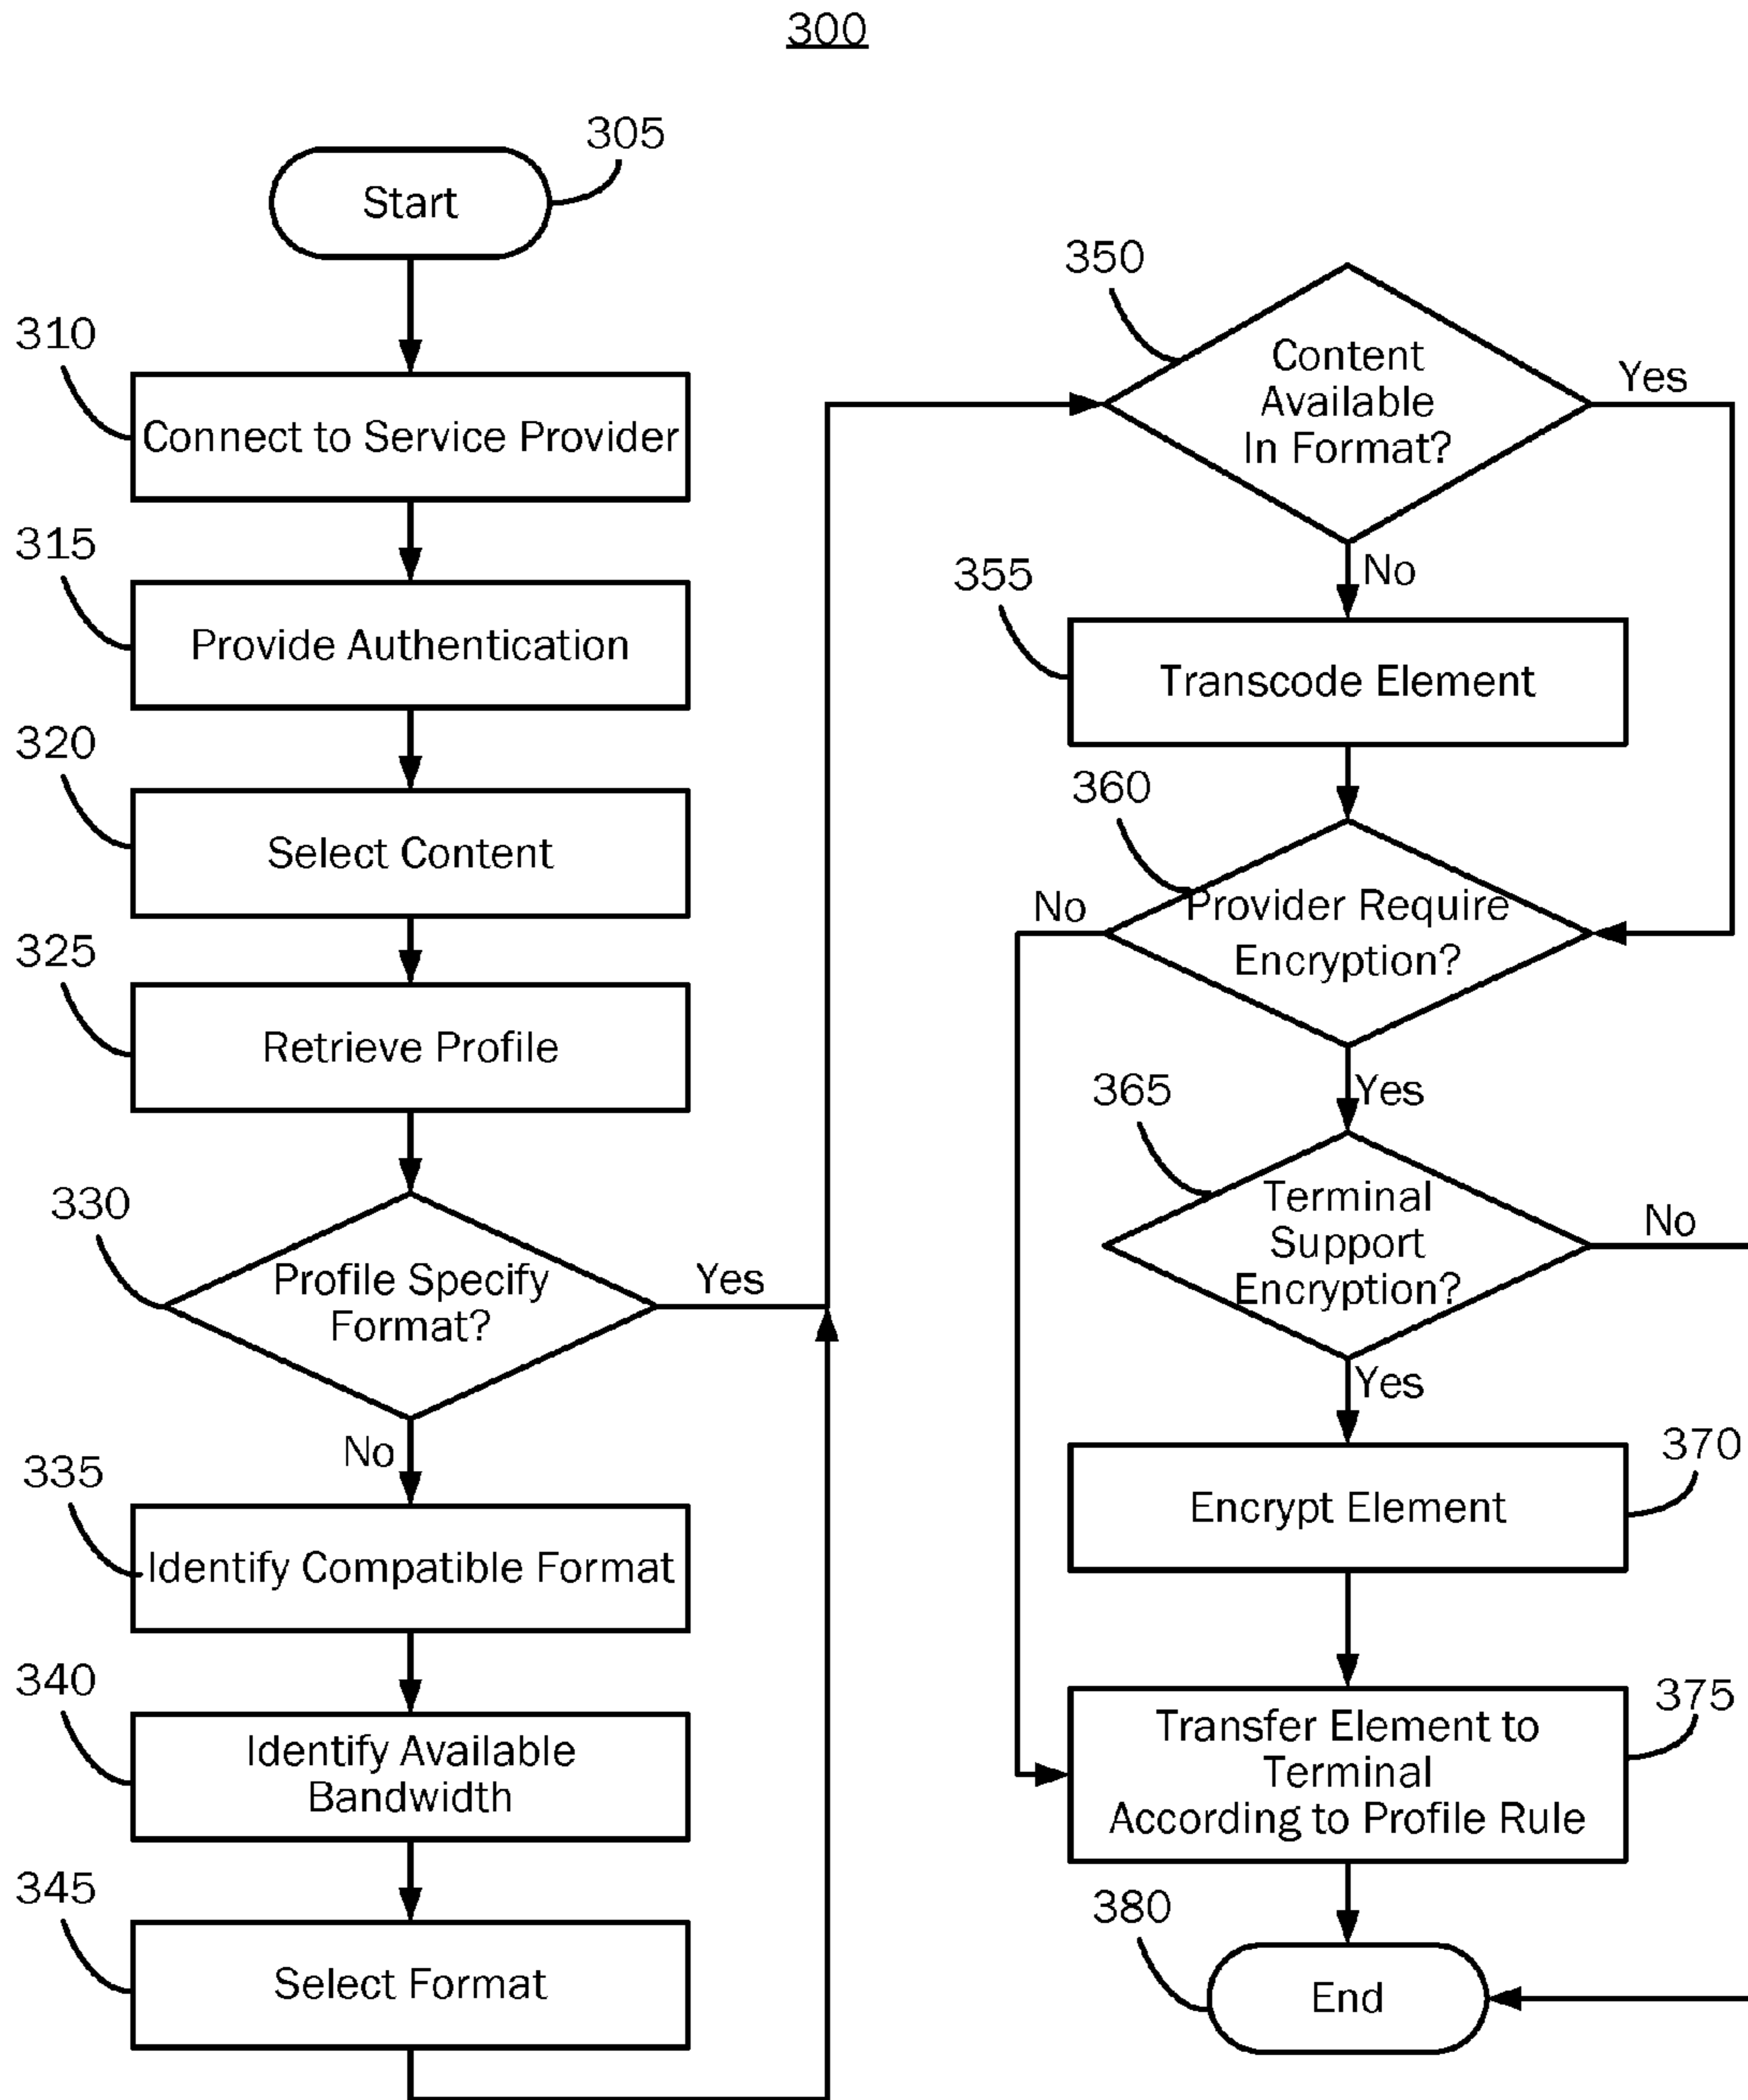 300
305
Start
310
Connect to Service Provider
315
Provide Authentication
320
Select Content
325
Retrieve Profile
330
Profile Specify
Format?
Yes
No
335
Identify Compatible Format
340
Identify Available
Bandwidth
345
Select Format
350
Content
Available
In Format?
Yes
No
355
Transcode Element
360
Provider Require
Encryption?
No
Yes
365
Terminal
Support
Encryption?
No
Yes
370
Encrypt Element
375
Transfer Element to
Terminal
According to Profile Rule
380
End